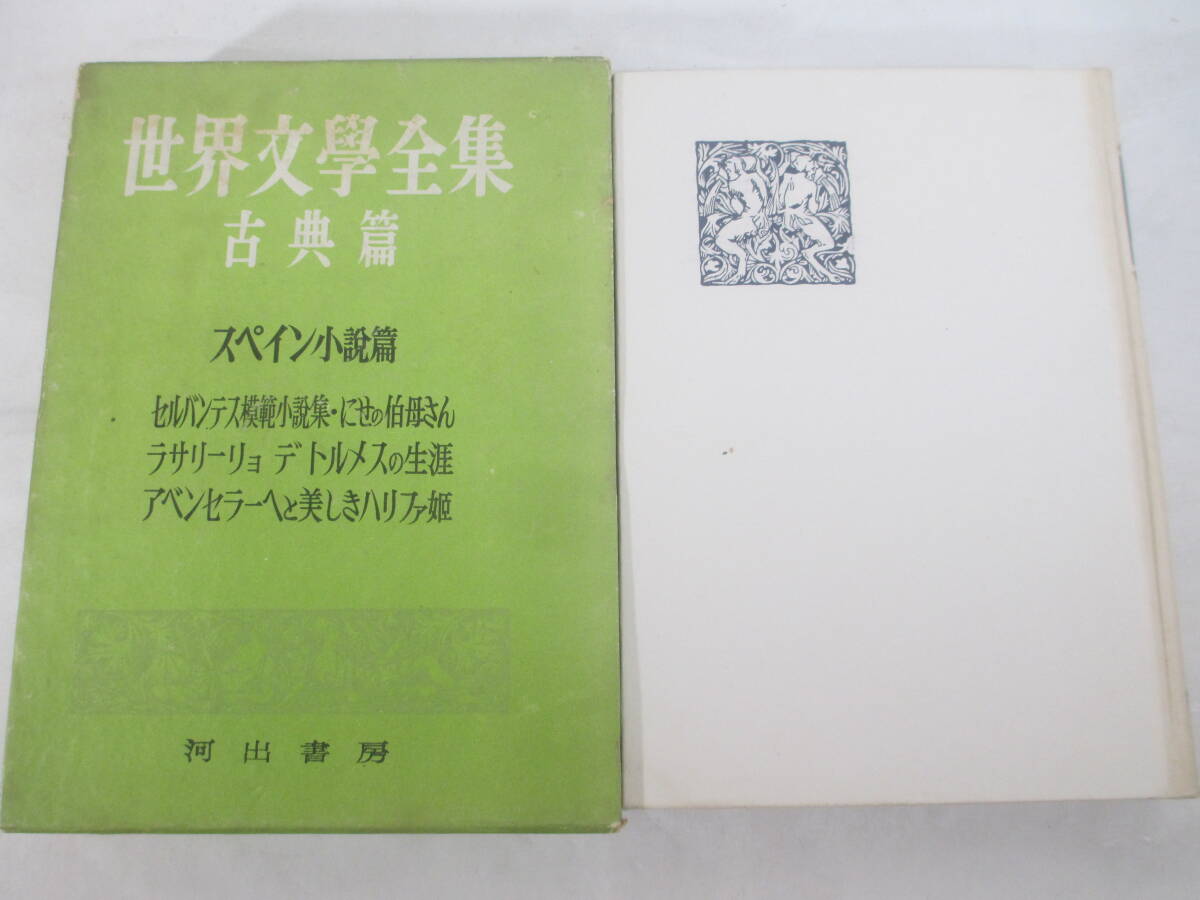 世界文學全集
古典篇
スペイン小說篇
セルバンテス模範小說集・にせの伯母さん
ラサリーリョ デ トルメスの生涯
アベンセラーヘと美しきハリファ姫
河出書房